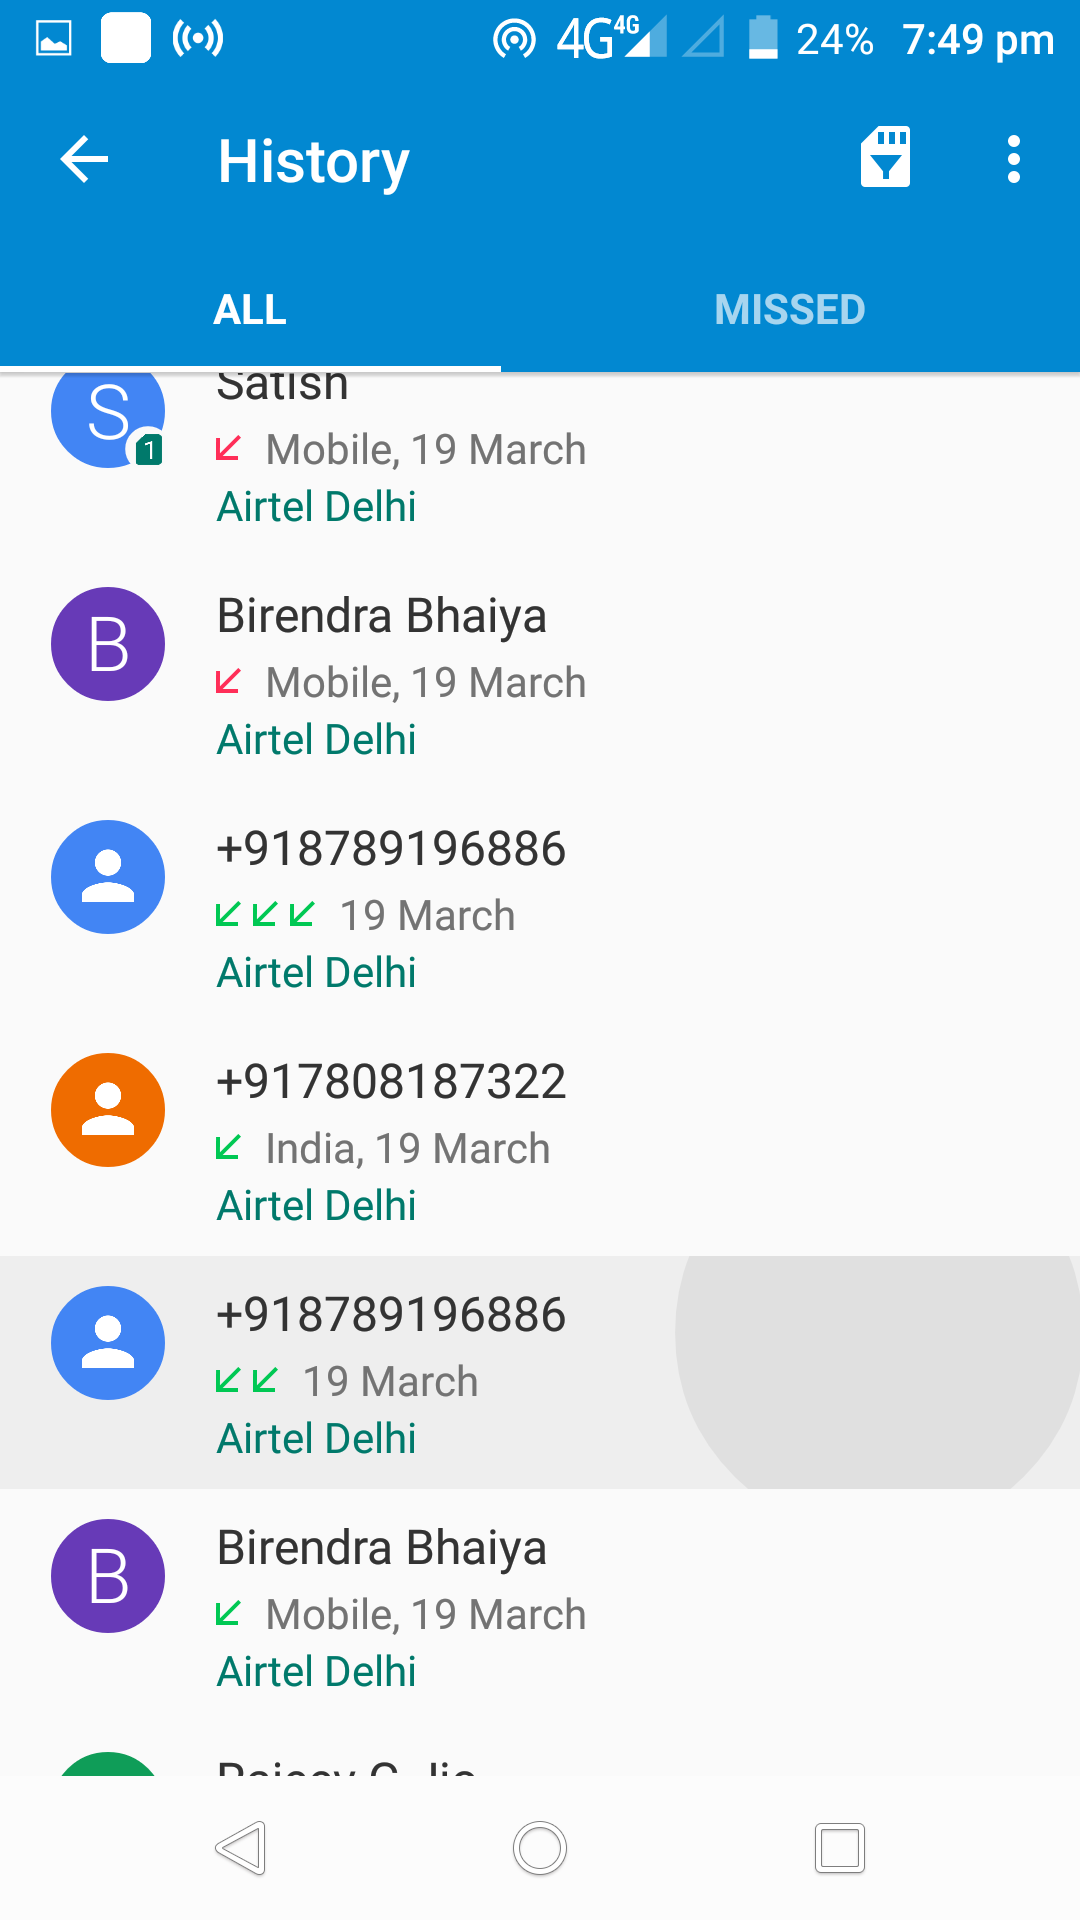 4G 4G 24% 7:49 pm
History
ALL MISSED
S Satish
1 Mobile, 19 March
Airtel Delhi
B Birendra Bhaiya
Mobile, 19 March
Airtel Delhi
+918789196886
19 March
Airtel Delhi
+917808187322
India, 19 March
Airtel Delhi
+918789196886
19 March
Airtel Delhi
B Birendra Bhaiya
Mobile, 19 March
Airtel Delhi